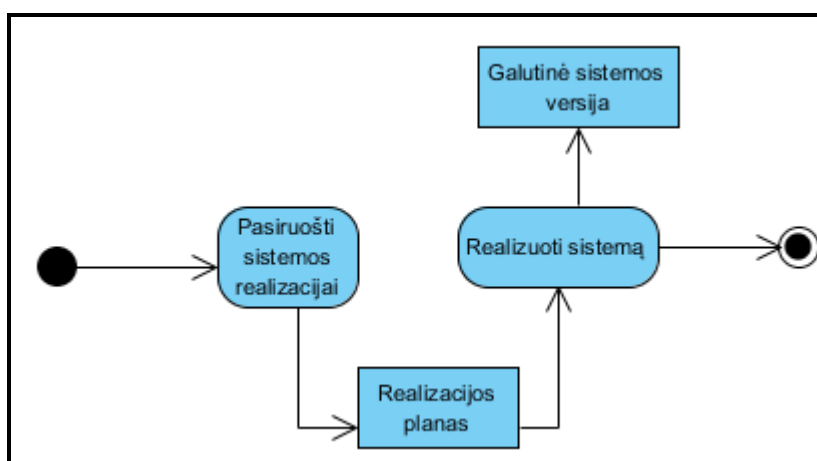 Galutinė sistemos
versija
Pasiruošti
sistemos
realizacijai
Realizuoti sistemą
Realizacijos
planas